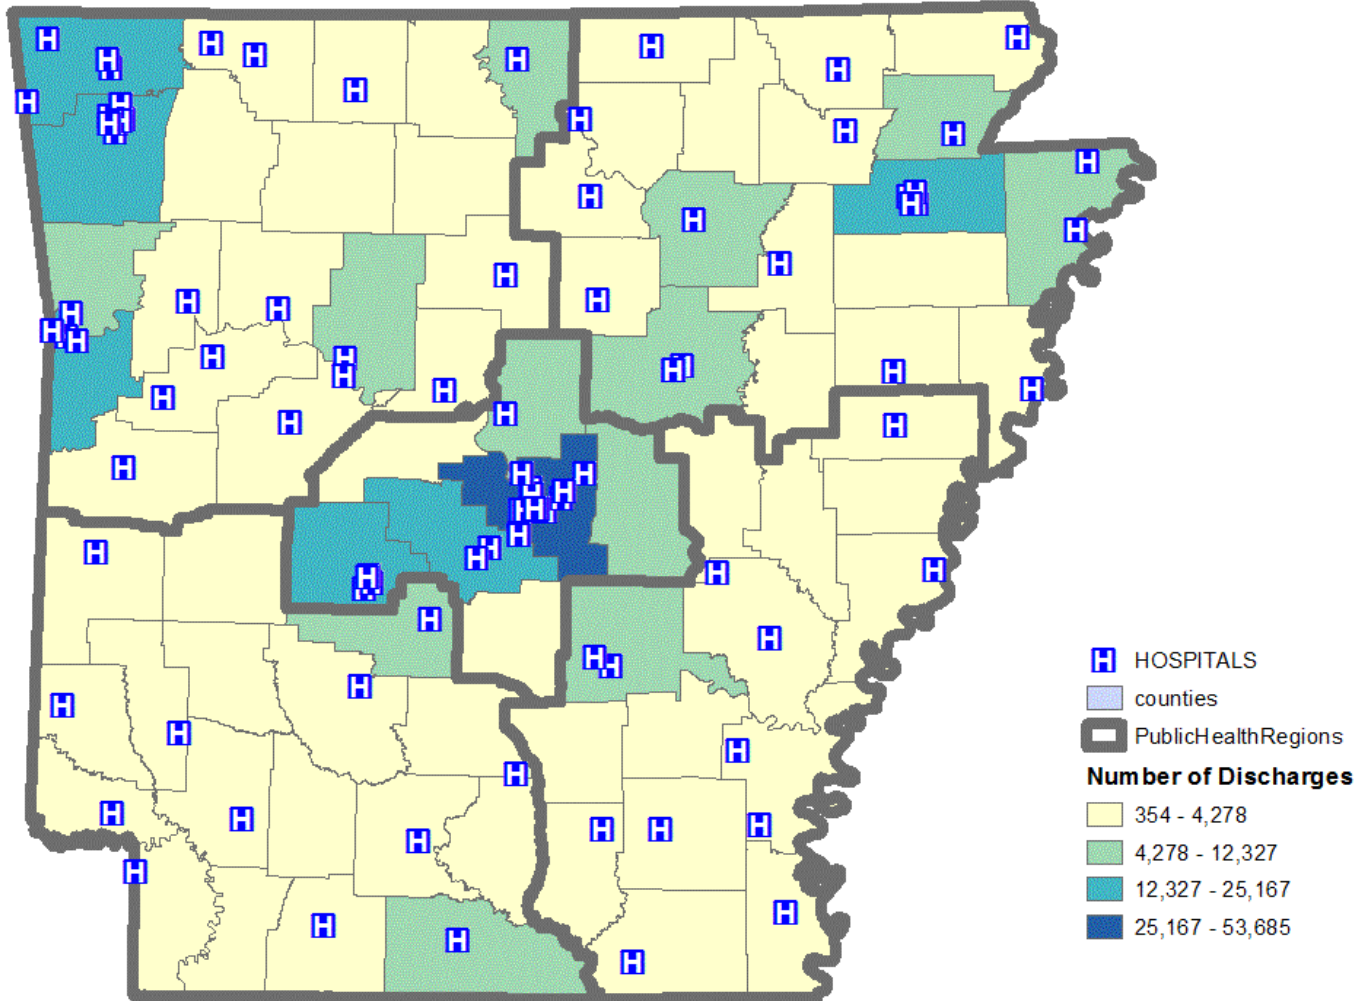 H HOSPITALS
counties
PublicHealthRegions
Number of Discharges
354 - 4,278
4,278 - 12,327
12,327 - 25,167
25,167 - 53,685